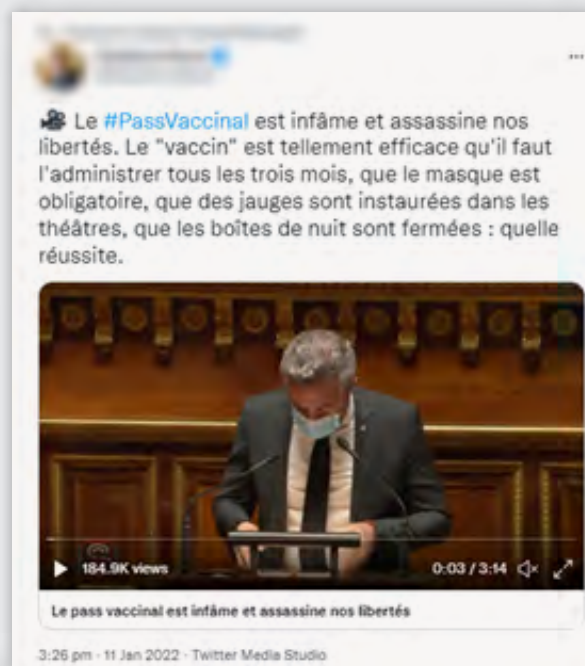 🎥 Le #PassVaccinal est infâme et assassine nos
libertés. Le "vaccin" est tellement efficace qu'il faut
l'administrer tous les trois mois, que le masque est
obligatoire, que des jauges sont instaurées dans les
théâtres, que les boîtes de nuit sont fermées : quelle
réussite.
184.9K views
0:03 / 3:14
Le pass vaccinal est infâme et assassine nos libertés
3:26 pm · 11 Jan 2022 · Twitter Media Studio